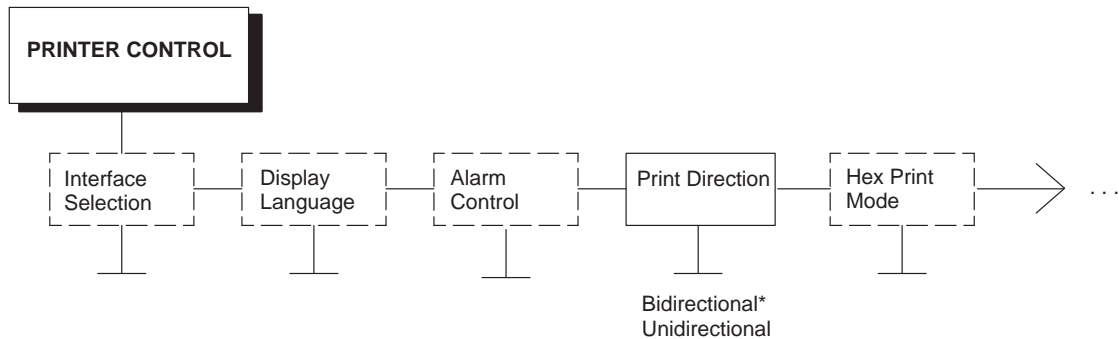 PRINTER CONTROL
Interface
Selection
Display
Language
Alarm
Control
Print Direction
Hex Print
Mode
. . .
Bidirectional*
Unidirectional